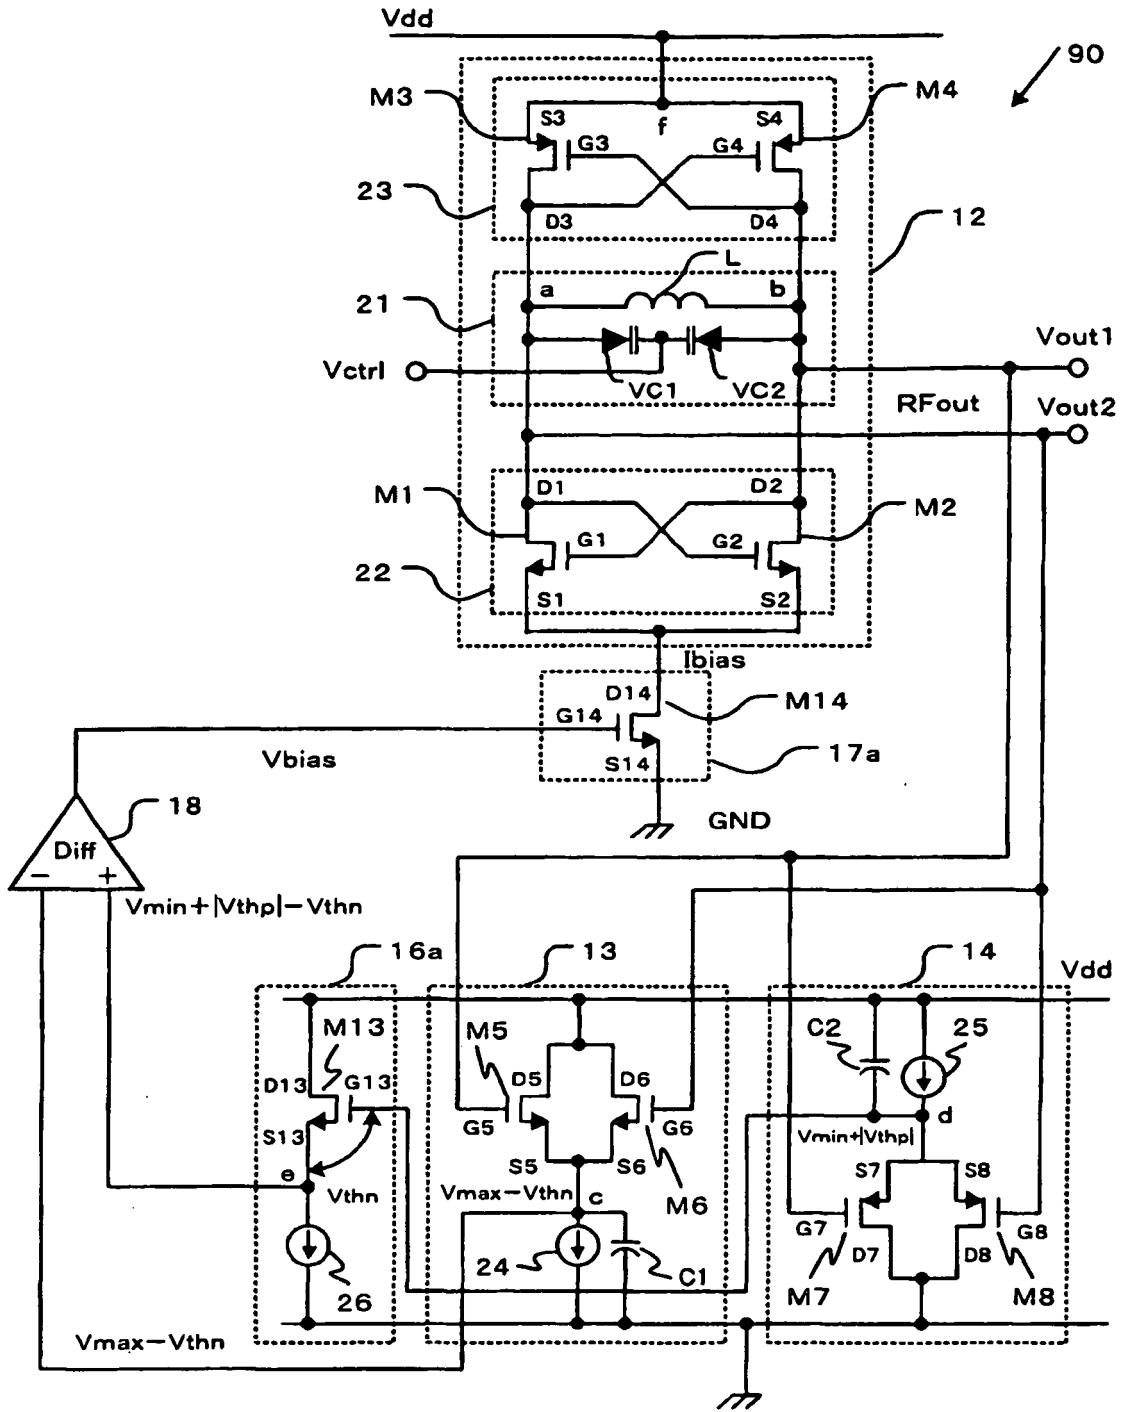 Vdd
90
M3
M4
S3
f
S4
G3
G4
23
D3
D4
12
L
a
b
21
Vout1
Vctrl
VC1
VC2
RFout
Vout2
D1
D2
M1
M2
G1
G2
22
S1
S2
Ibias
D14
M14
G14
Vbias
S14
17a
18
GND
Diff
− +
Vmin+|Vthp|−Vthn
16a
13
14
Vdd
M13
M5
C2
25
D13
G13
D5
D6
G5
G6
d
S13
Vmin+|Vthp|
e
S5
S6
S7
S8
Vthn
Vmax−Vthn
c
M6
G7
G8
D7
D8
24
C1
26
M7
M8
Vmax−Vthn